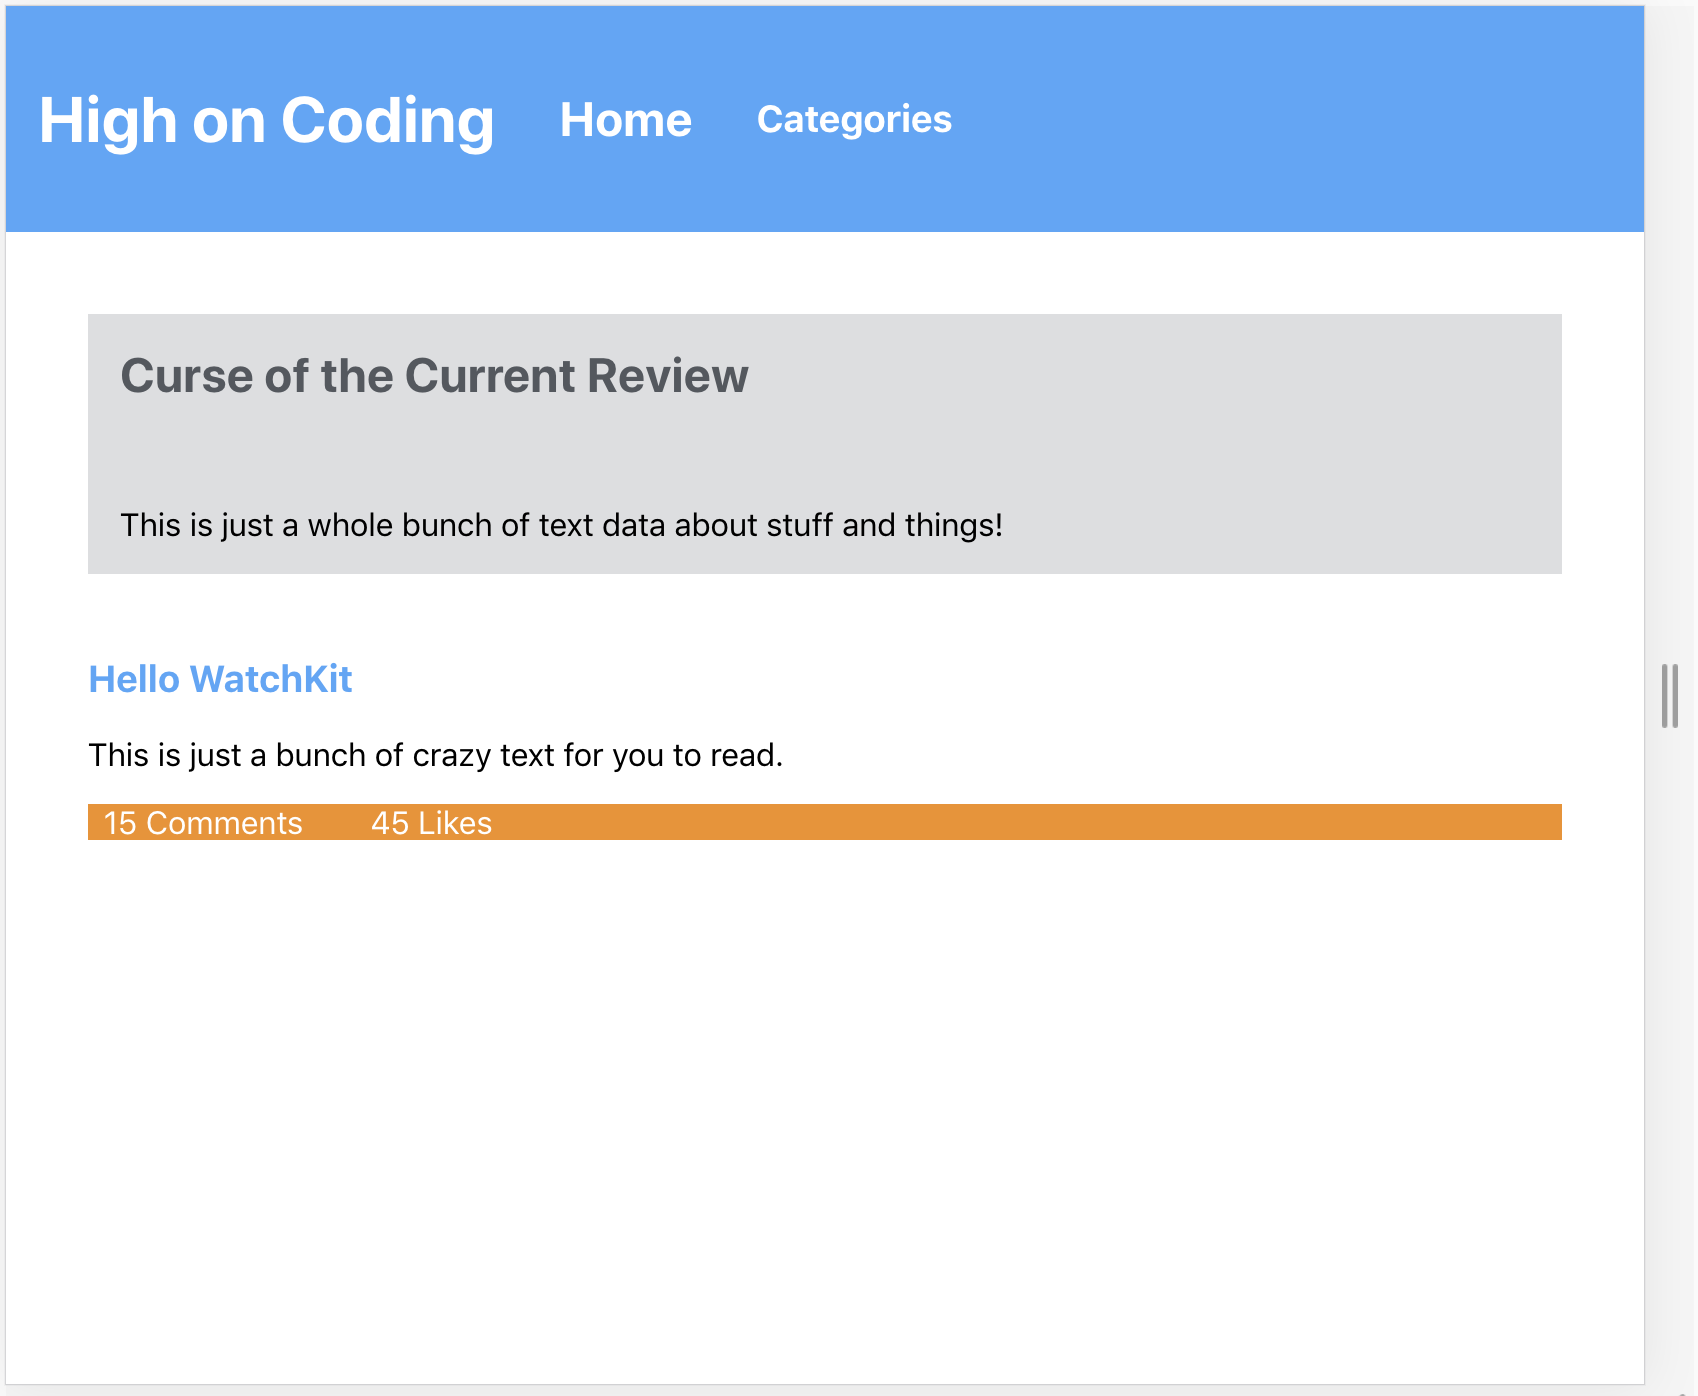 High on Coding Home Categories
Curse of the Current Review
This is just a whole bunch of text data about stuff and things!
Hello WatchKit
This is just a bunch of crazy text for you to read.
15 Comments 45 Likes